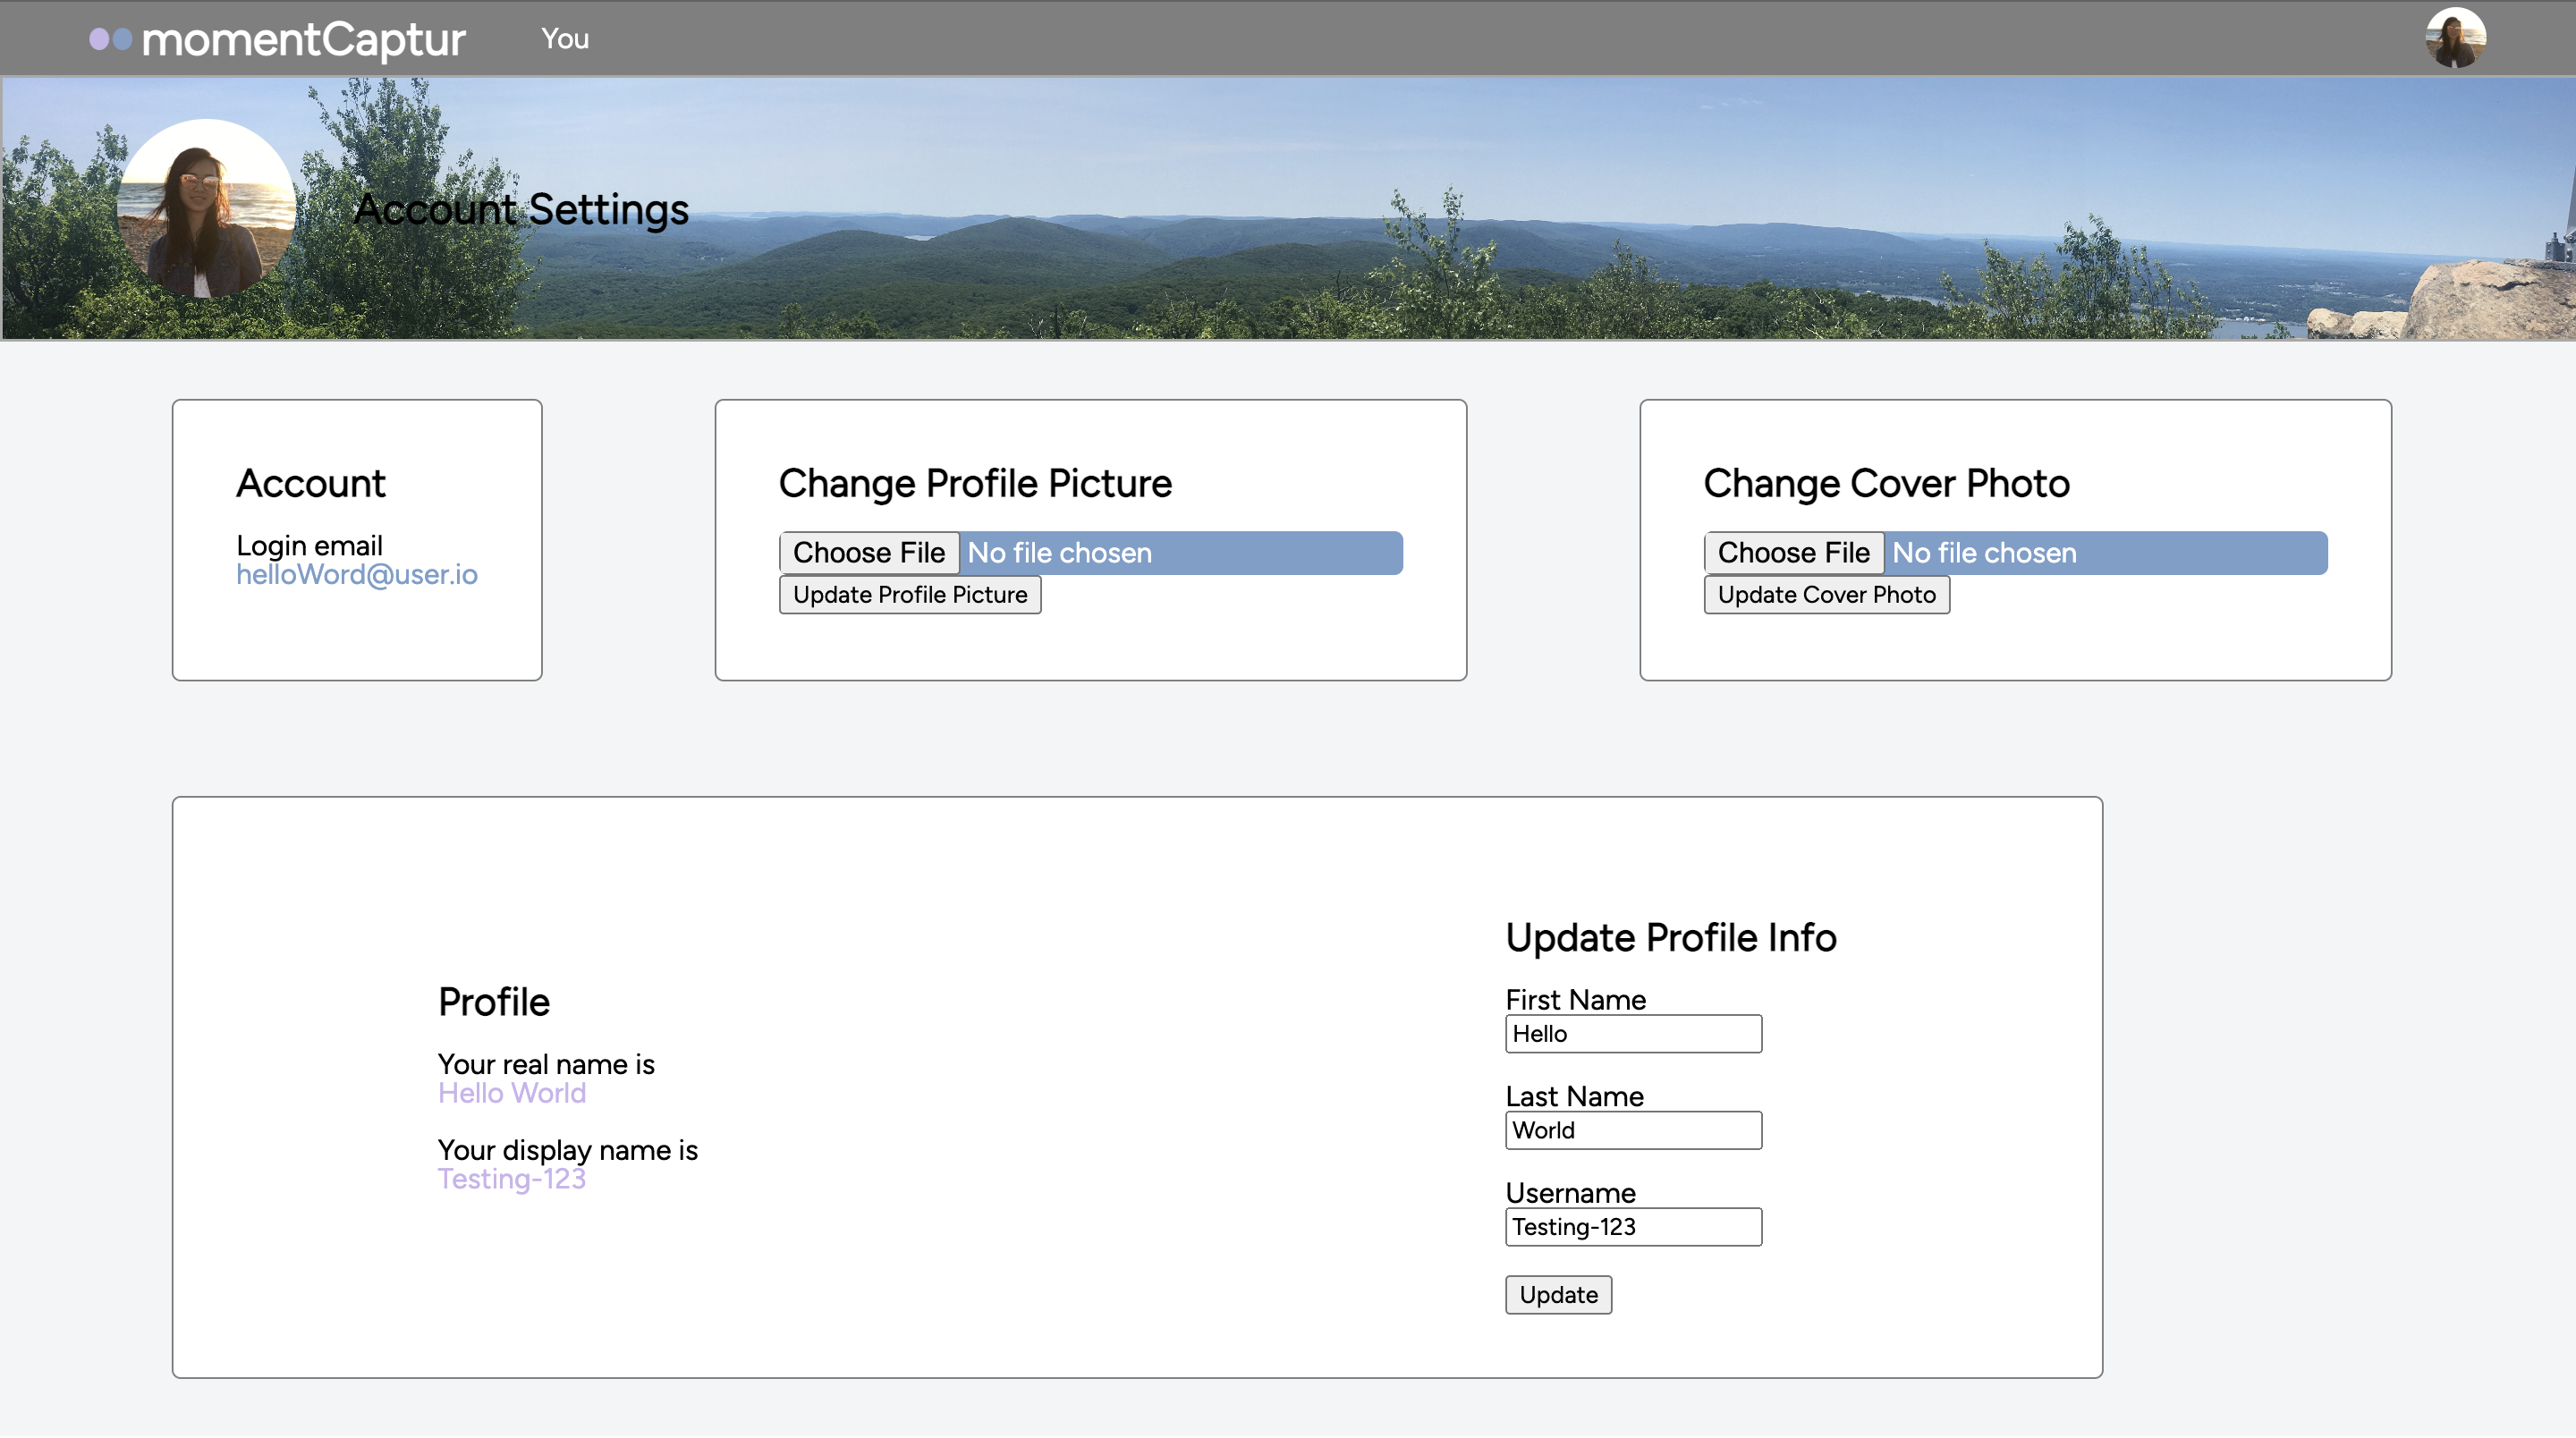 momentCaptur
You
Account Settings
Account
Login email
helloWord@user.io
Change Profile Picture
Choose File No file chosen
Update Profile Picture
Change Cover Photo
Choose File No file chosen
Update Cover Photo
Profile
Your real name is
Hello World
Your display name is
Testing-123
Update Profile Info
First Name
Hello
Last Name
World
Username
Testing-123
Update